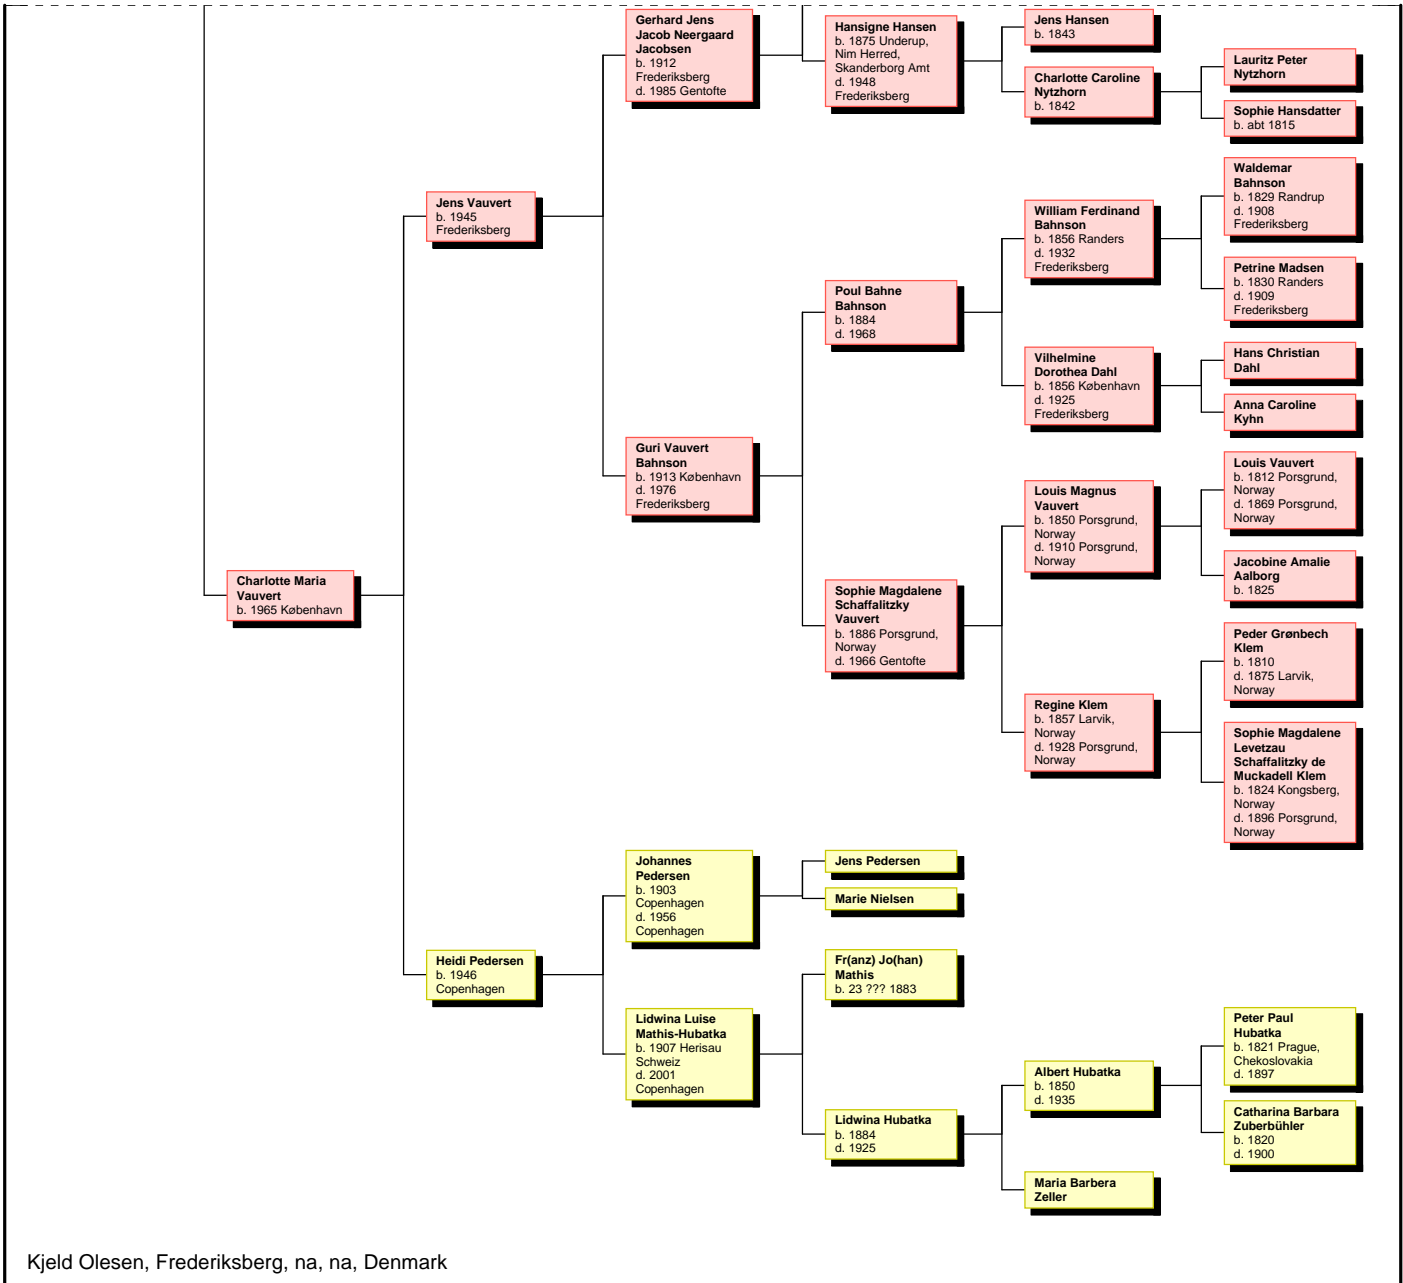 Gerhard Jens
Jacob Neergaard
Jacobsen
b. 1912
Frederiksberg
d. 1985 Gentofte
Hansigne Hansen
b. 1875 Underup,
Nim Herred,
Skanderborg Amt
d. 1948
Frederiksberg
Jens Hansen
b. 1843
Charlotte Caroline
Nytzhorn
b. 1842
Lauritz Peter
Nytzhorn
Sophie Hansdatter
b. abt 1815
Jens Vauvert
b. 1945
Frederiksberg
Waldemar
Bahnson
b. 1829 Randrup
d. 1908
Frederiksberg
William Ferdinand
Bahnson
b. 1856 Randers
d. 1932
Frederiksberg
Petrine Madsen
b. 1830 Randers
d. 1909
Frederiksberg
Poul Bahne
Bahnson
b. 1884
d. 1968
Vilhelmine
Dorothea Dahl
b. 1856 København
d. 1925
Frederiksberg
Hans Christian
Dahl
Anna Caroline
Kyhn
Guri Vauvert
Bahnson
b. 1913 København
d. 1976
Frederiksberg
Louis Magnus
Vauvert
b. 1850 Porsgrund,
Norway
d. 1910 Porsgrund,
Norway
Louis Vauvert
b. 1812 Porsgrund,
Norway
d. 1869 Porsgrund,
Norway
Jacobine Amalie
Aalborg
b. 1825
Charlotte Maria
Vauvert
b. 1965 København
Sophie Magdalene
Schaffalitzky
Vauvert
b. 1886 Porsgrund,
Norway
d. 1966 Gentofte
Peder Grønbech
Klem
b. 1810
d. 1875 Larvik,
Norway
Regine Klem
b. 1857 Larvik,
Norway
d. 1928 Porsgrund,
Norway
Sophie Magdalene
Levetzau
Schaffalitzky de
Muckadell Klem
b. 1824 Kongsberg,
Norway
d. 1896 Porsgrund,
Norway
Johannes
Pedersen
b. 1903
Copenhagen
d. 1956
Copenhagen
Jens Pedersen
Marie Nielsen
Heidi Pedersen
b. 1946
Copenhagen
Fr(anz) Jo(han)
Mathis
b. 23 ??? 1883
Lidwina Luise
Mathis-Hubatka
b. 1907 Herisau
Schweiz
d. 2001
Copenhagen
Peter Paul
Hubatka
b. 1821 Prague,
Chekoslovakia
d. 1897
Albert Hubatka
b. 1850
d. 1935
Lidwina Hubatka
b. 1884
d. 1925
Catharina Barbara
Zuberbühler
b. 1820
d. 1900
Maria Barbera
Zeller
Kjeld Olesen, Frederiksberg, na, na, Denmark